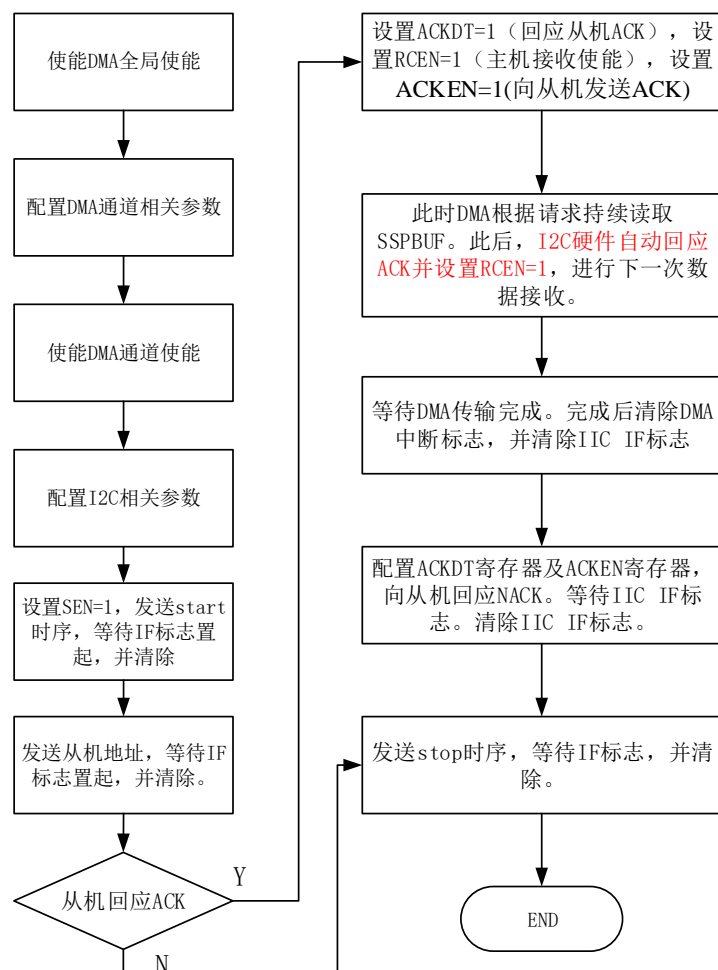 使能DMA全局使能
配置DMA通道相关参数
使能DMA通道使能
配置I2C相关参数
设置SEN=1，发送start
时序，等待IF标志置
起，并清除
发送从机地址，等待IF
标志置起，并清除。
从机回应ACK
Y
N
设置ACKDT=1（回应从机ACK），设
置RCEN=1（主机接收使能），设置
ACKEN=1(向从机发送ACK)
此时DMA根据请求持续读取
SSPBUF。此后，I2C硬件自动回应
ACK并设置RCEN=1，进行下一次数
据接收。
等待DMA传输完成。完成后清除DMA
中断标志，并清除IIC IF标志
配置ACKDT寄存器及ACKEN寄存器，
向从机回应NACK。等待IIC IF标
志。清除IIC IF标志。
发送stop时序，等待IF标志，并清
除。
END